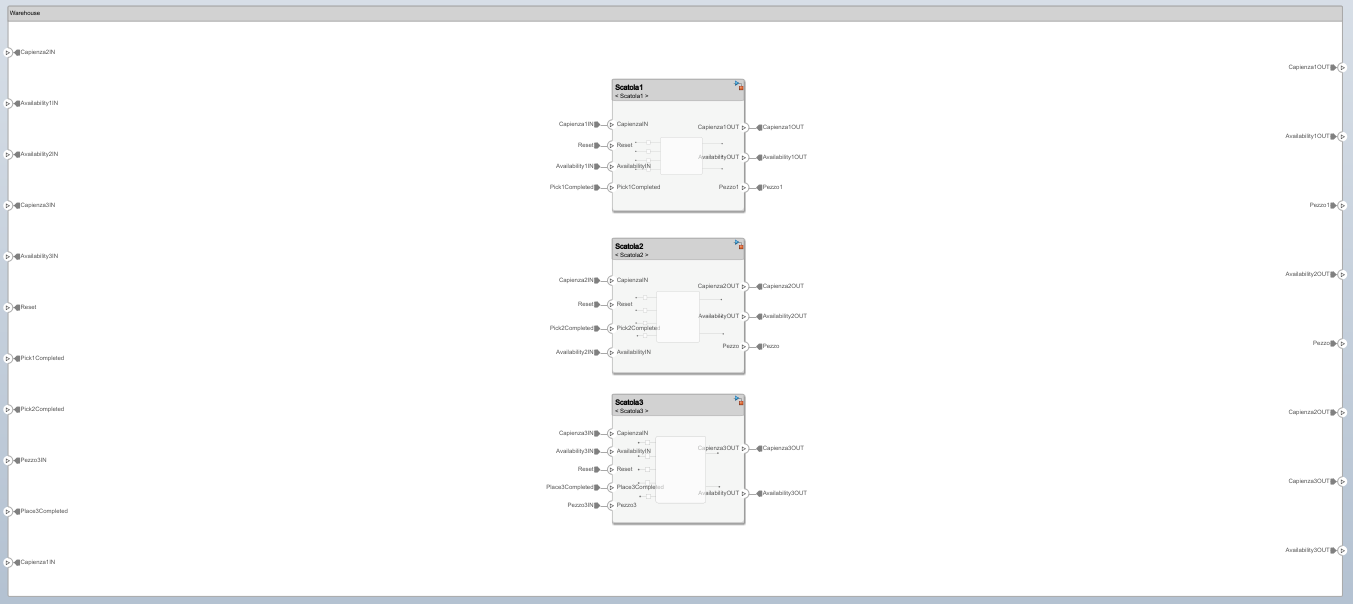 Warehouse
Capienza2IN
Availability1IN
Availability2IN
Capienza3IN
Availability3IN
Reset
Pick1Completed
Pick2Completed
Pezzo3IN
Place3Completed
Capienza1IN
Scatola1
< Scatola1 >
Capienza1IN CapienzaIN Capienza1OUT Capienza1OUT
Reset Reset
Availability1IN AvailabilityIN AvailabilityOUT Availability1OUT
Pick1Completed Pick1Completed Pezzo1 Pezzo1
Scatola2
< Scatola2 >
Capienza2IN CapienzaIN Capienza2OUT Capienza2OUT
Reset Reset
AvailabilityOUT Availability2OUT
Pick2Completed Pick2Completed
Pezzo Pezzo
Availability2IN AvailabilityIN
Scatola3
< Scatola3 >
Capienza3IN CapienzaIN
Capienza3OUT Capienza3OUT
Availability3IN AvailabilityIN
Reset Reset
Place3Completed Place3Completed
AvailabilityOUT Availability3OUT
Pezzo3IN Pezzo3
Capienza1OUT
Availability1OUT
Pezzo1
Availability2OUT
Pezzo
Capienza2OUT
Capienza3OUT
Availability3OUT